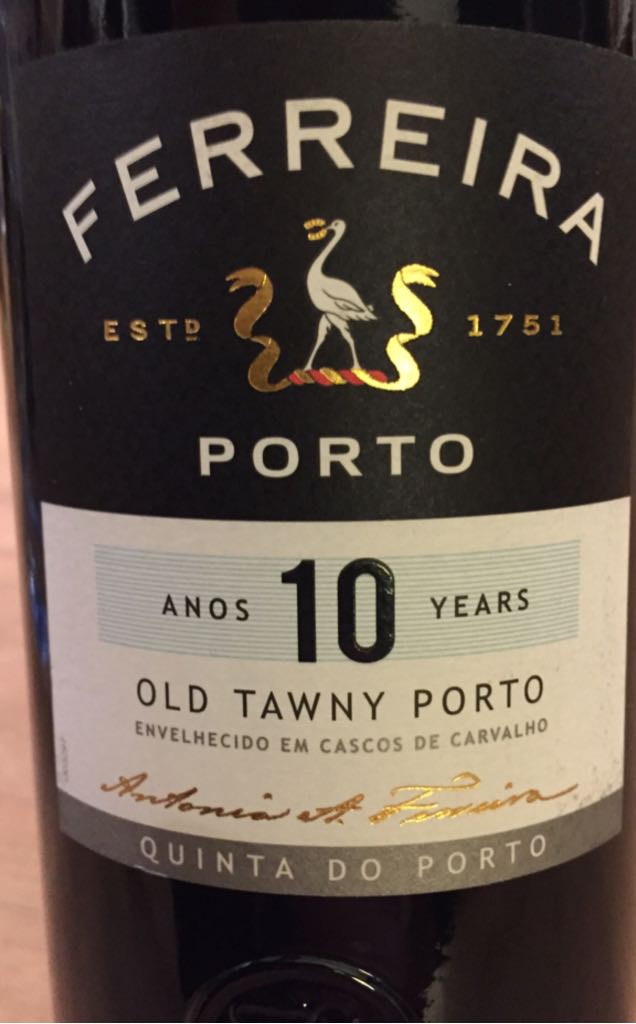 FERREIRA
ESTD 1751
PORTO
ANOS 10 YEARS
OLD TAWNY PORTO
ENVELHECIDO EM CASCOS DE CARVALHO
Antonia A. Ferreira
QUINTA DO PORTO